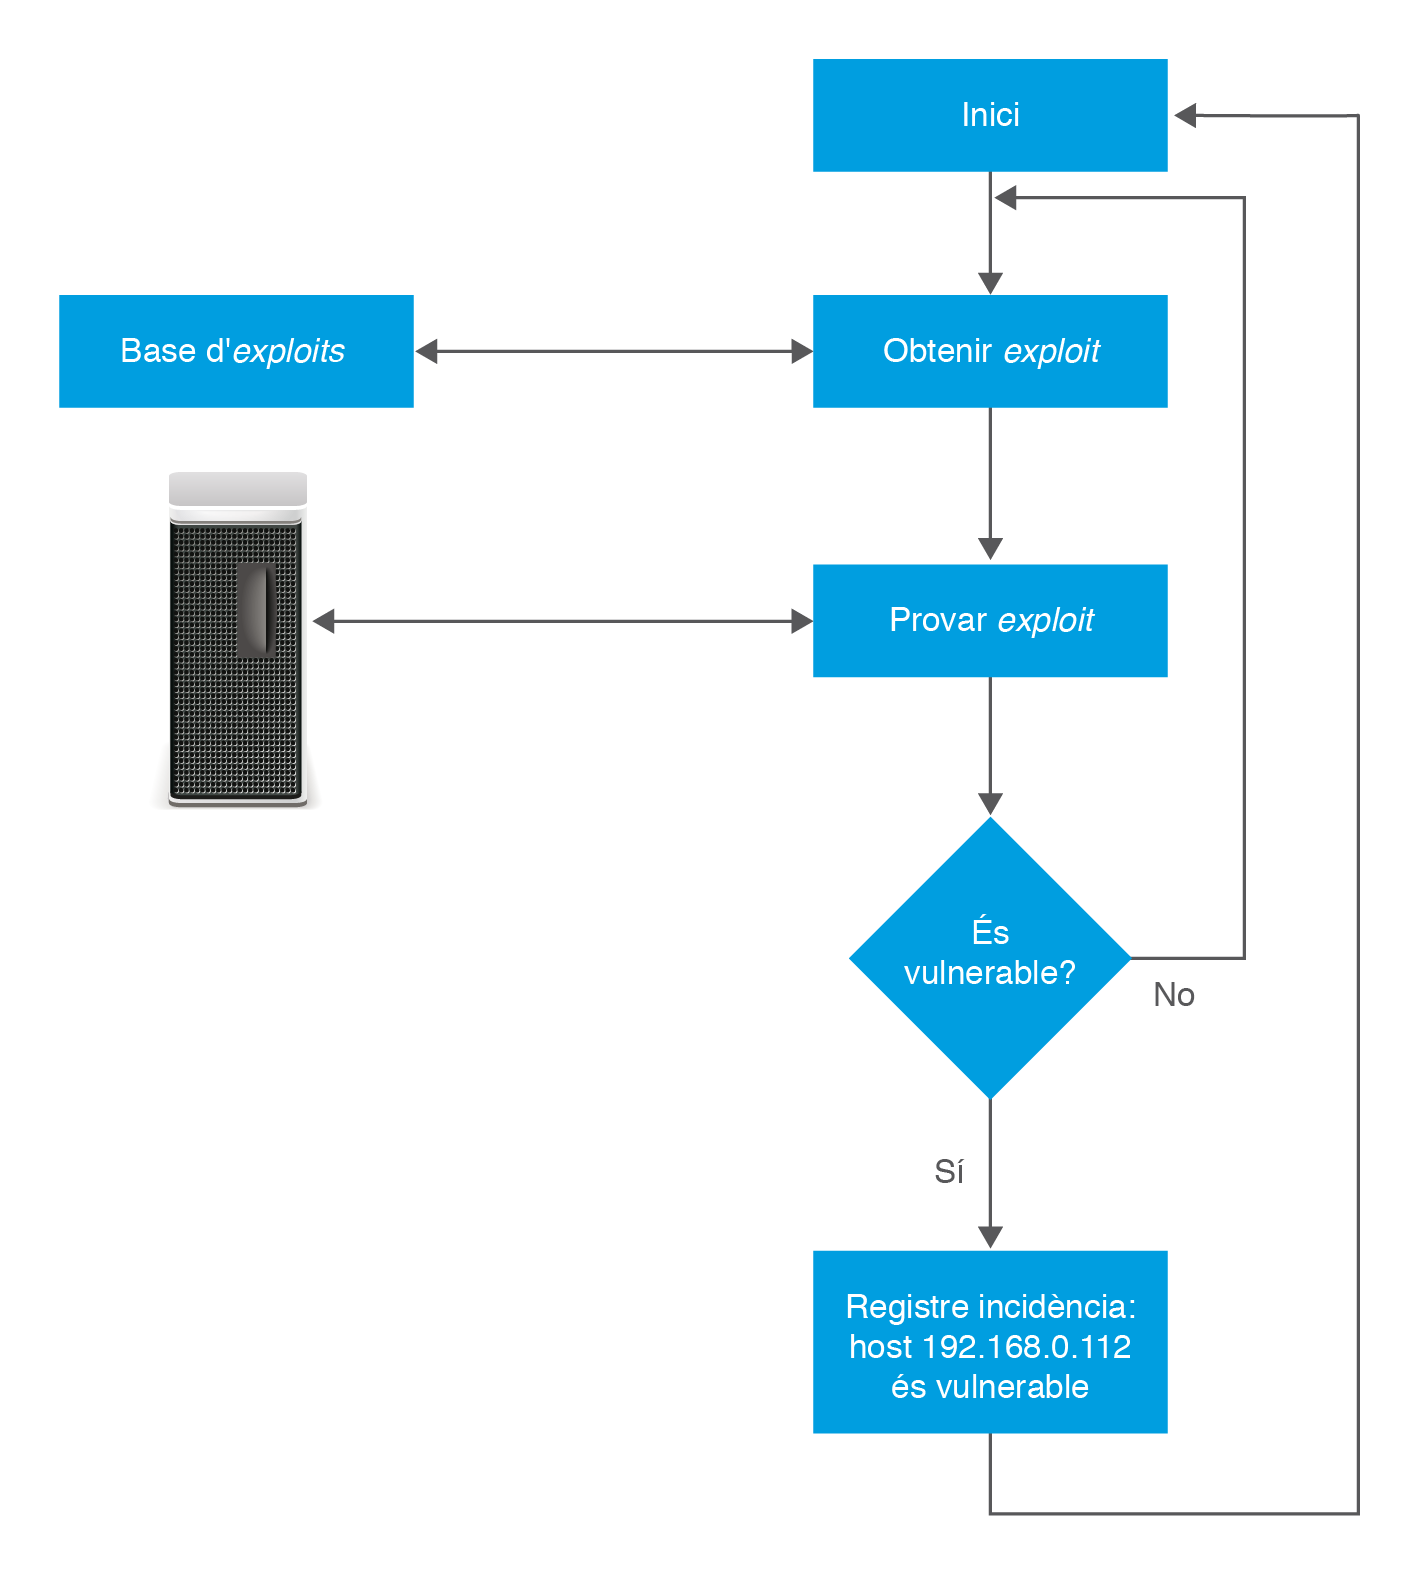 Inici
Base d'exploits
Obtenir exploit
Provar exploit
És
vulnerable?
No
Sí
Registre incidència:
host 192.168.0.112
és vulnerable